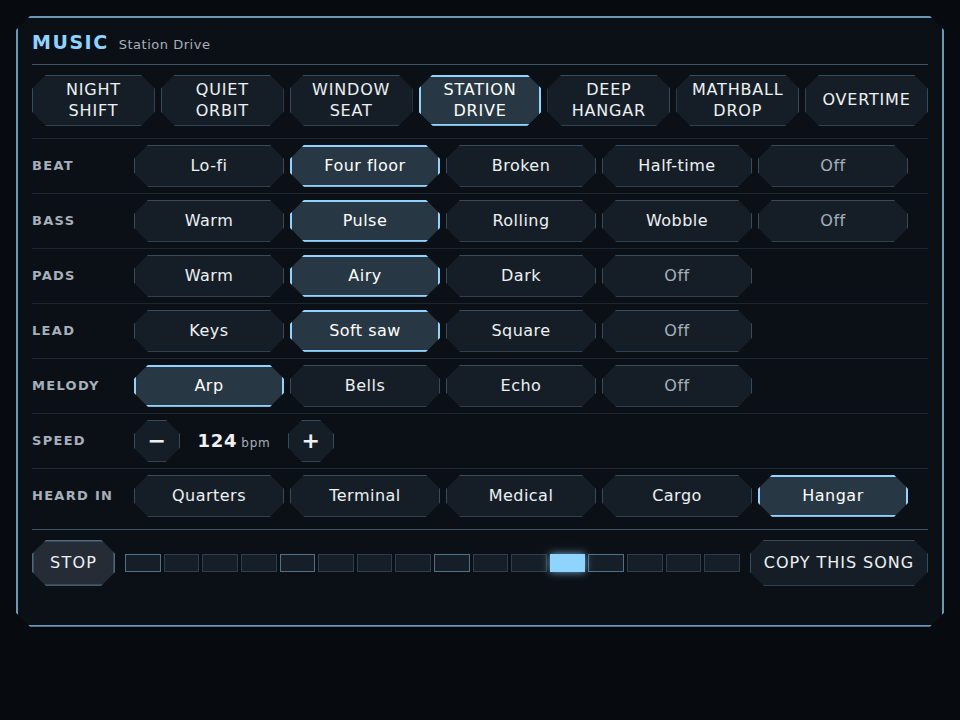 MUSIC Station Drive
NIGHT SHIFT
QUIET ORBIT
WINDOW SEAT
STATION DRIVE
DEEP HANGAR
MATHBALL DROP
OVERTIME
BEAT Lo-fi Four floor Broken Half-time Off
BASS Warm Pulse Rolling Wobble Off
PADS Warm Airy Dark Off
LEAD Keys Soft saw Square Off
MELODY Arp Bells Echo Off
SPEED − 124 bpm +
HEARD IN Quarters Terminal Medical Cargo Hangar
STOP COPY THIS SONG